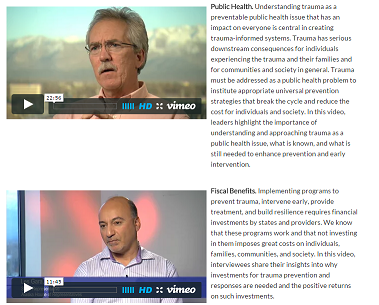 Public Health. Understanding trauma as a
preventable public health issue that has an
impact on everyone is central in creating
trauma-informed systems. Trauma has serious
downstream consequences for individuals
experiencing the trauma and their families and
for communities and society in general. Trauma
must be addressed as a public health problem to
institute appropriate universal prevention
strategies that break the cycle and reduce the
cost for individuals and society. In this video,
leaders highlight the importance of
understanding and approaching trauma as a
public health issue, what is known, and what is
still needed to enhance prevention and early
intervention.
22:56
HD vimeo
Fiscal Benefits. Implementing programs to
prevent trauma, intervene early, provide
treatment, and build resilience requires financial
investments by states and providers. We know
that these programs work and that not investing
in them imposes great costs on individuals,
families, communities, and society. In this video,
interviewees share their insights into why
investments for trauma prevention and
responses are needed and the positive returns
on such investments.
11:45
HD vimeo